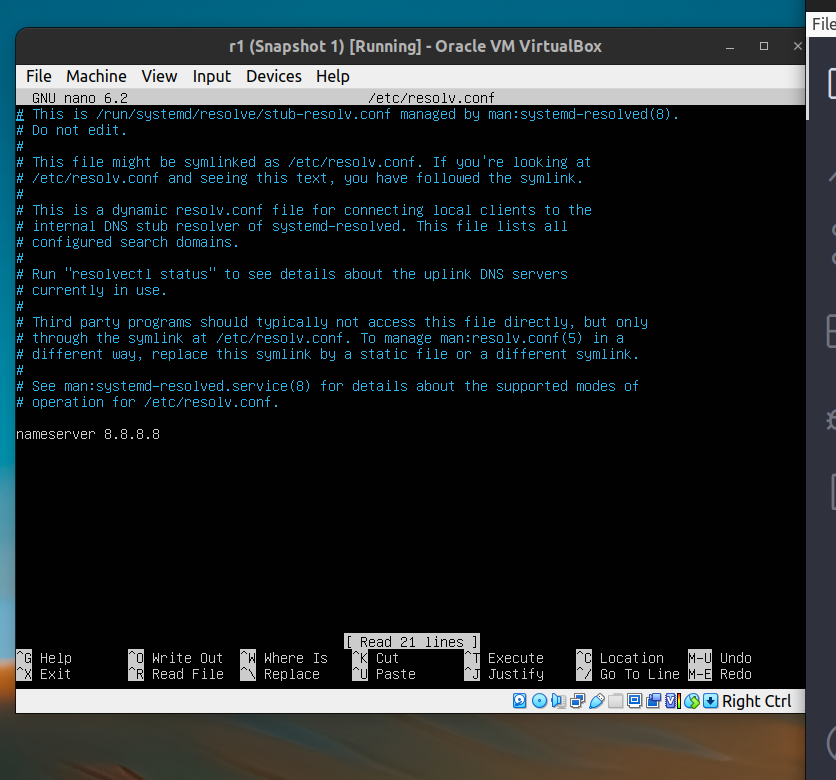 File
r1 (Snapshot 1) [Running] - Oracle VM VirtualBox
File Machine View Input Devices Help
GNU nano 6.2 /etc/resolv.conf
# This is /run/systemd/resolve/stub-resolv.conf managed by man:systemd-resolved(8).
# Do not edit.
#
# This file might be symlinked as /etc/resolv.conf. If you're looking at
# /etc/resolv.conf and seeing this text, you have followed the symlink.
#
# This is a dynamic resolv.conf file for connecting local clients to the
# internal DNS stub resolver of systemd-resolved. This file lists all
# configured search domains.
#
# Run "resolvectl status" to see details about the uplink DNS servers
# currently in use.
#
# Third party programs should typically not access this file directly, but only
# through the symlink at /etc/resolv.conf. To manage man:resolv.conf(5) in a
# different way, replace this symlink by a static file or a different symlink.
#
# See man:systemd-resolved.service(8) for details about the supported modes of
# operation for /etc/resolv.conf.
nameserver 8.8.8.8
[ Read 21 lines ]
^G Help ^O Write Out ^W Where Is ^K Cut ^T Execute ^C Location M-U Undo
^X Exit ^R Read File ^\ Replace ^U Paste ^J Justify ^/ Go To Line M-E Redo
Right Ctrl